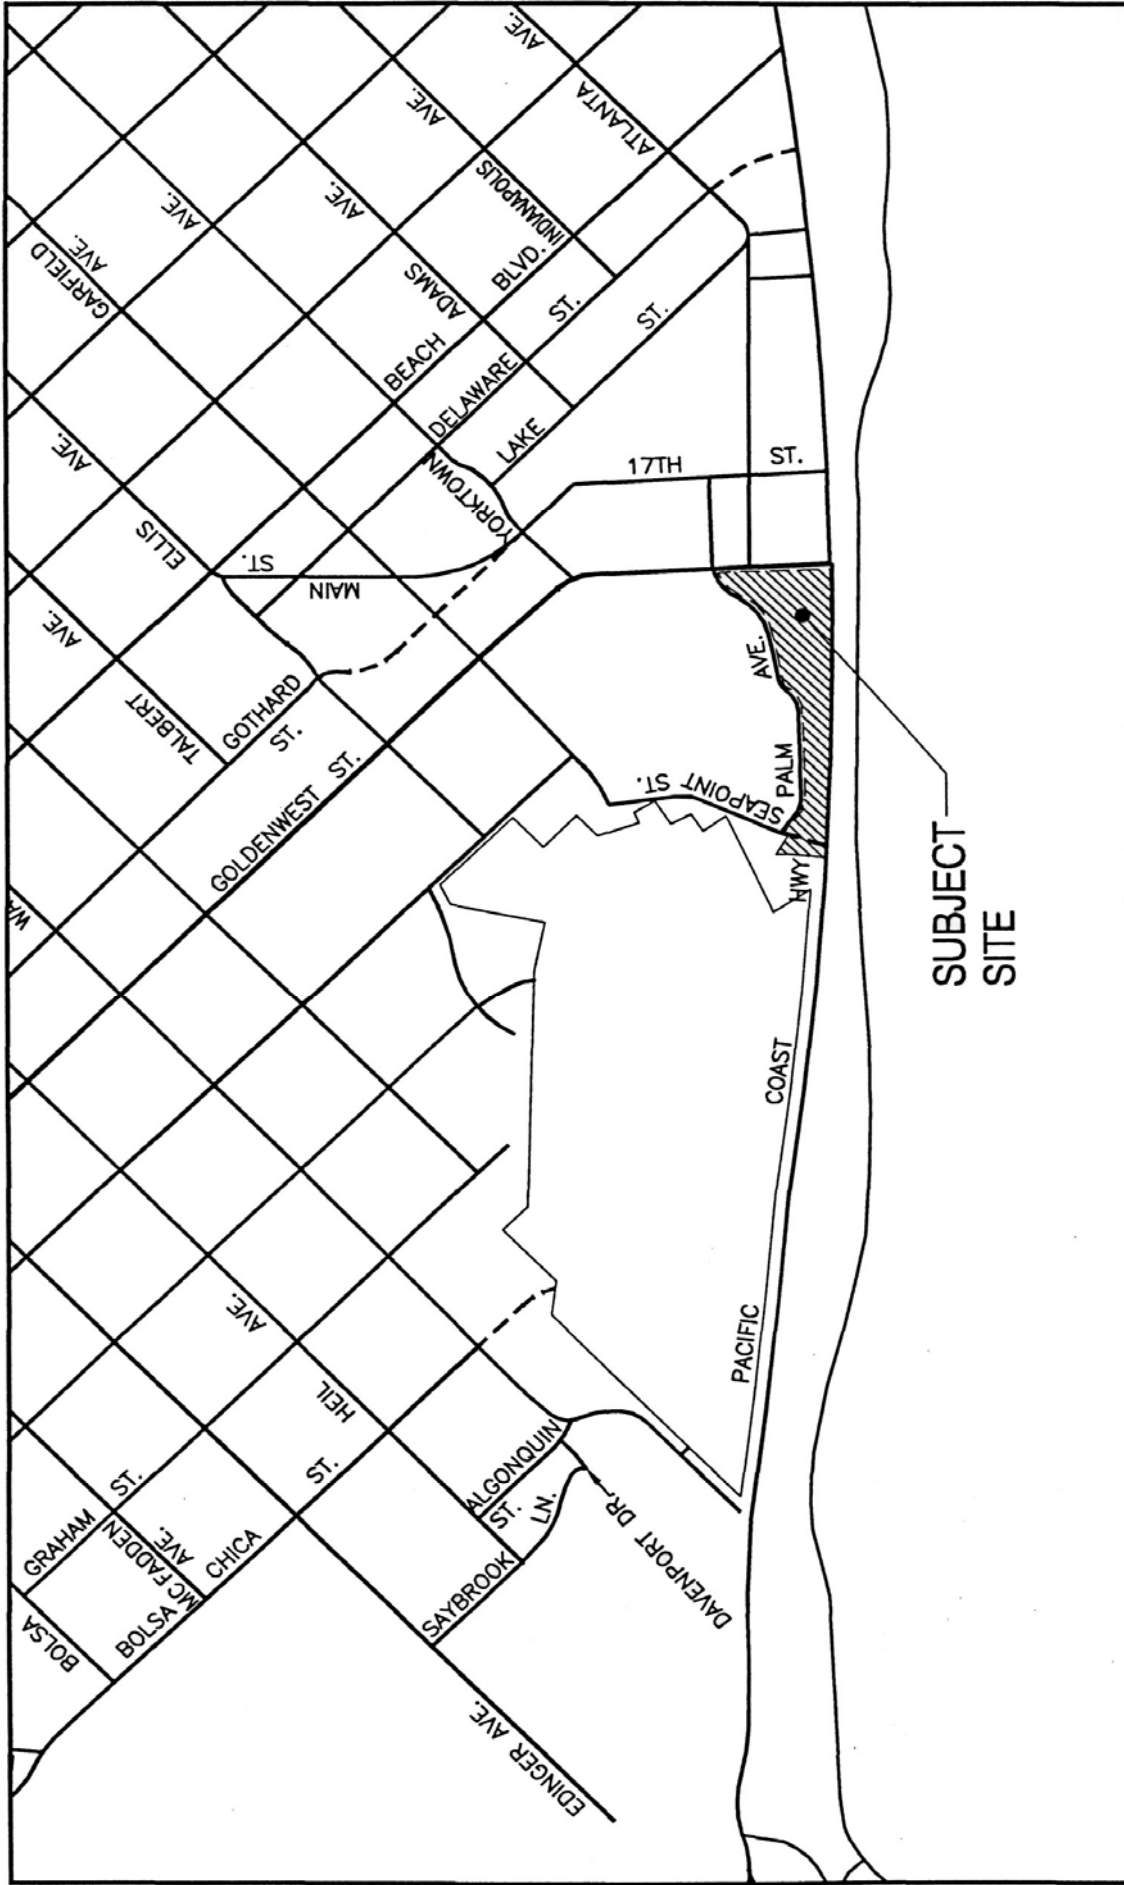 AVE.
ATLANTA
AVE.
INDIANAPOLIS
AVE.
ADAMS
AVE.
AVE.
GARFIELD
BLVD.
BEACH
ST.
DELAWARE
ST.
LAKE
YORKTOWN
17TH ST.
AVE.
ELLIS
ST.
MAIN
AVE.
TALBERT
GOTHARD
ST.
GOLDENWEST ST.
WA
AVE.
PALM
SEAPOINT ST.
HWY
COAST
PACIFIC
SUBJECT
SITE
AVE.
HEIL
ST.
GRAHAM
MC FADDEN
AVE.
ST.
CHICA
BOLSA
BOLSA
ALGONQUIN
ST.
LN.
SAYBROOK
DAVENPORT DR.
EDINGER AVE.